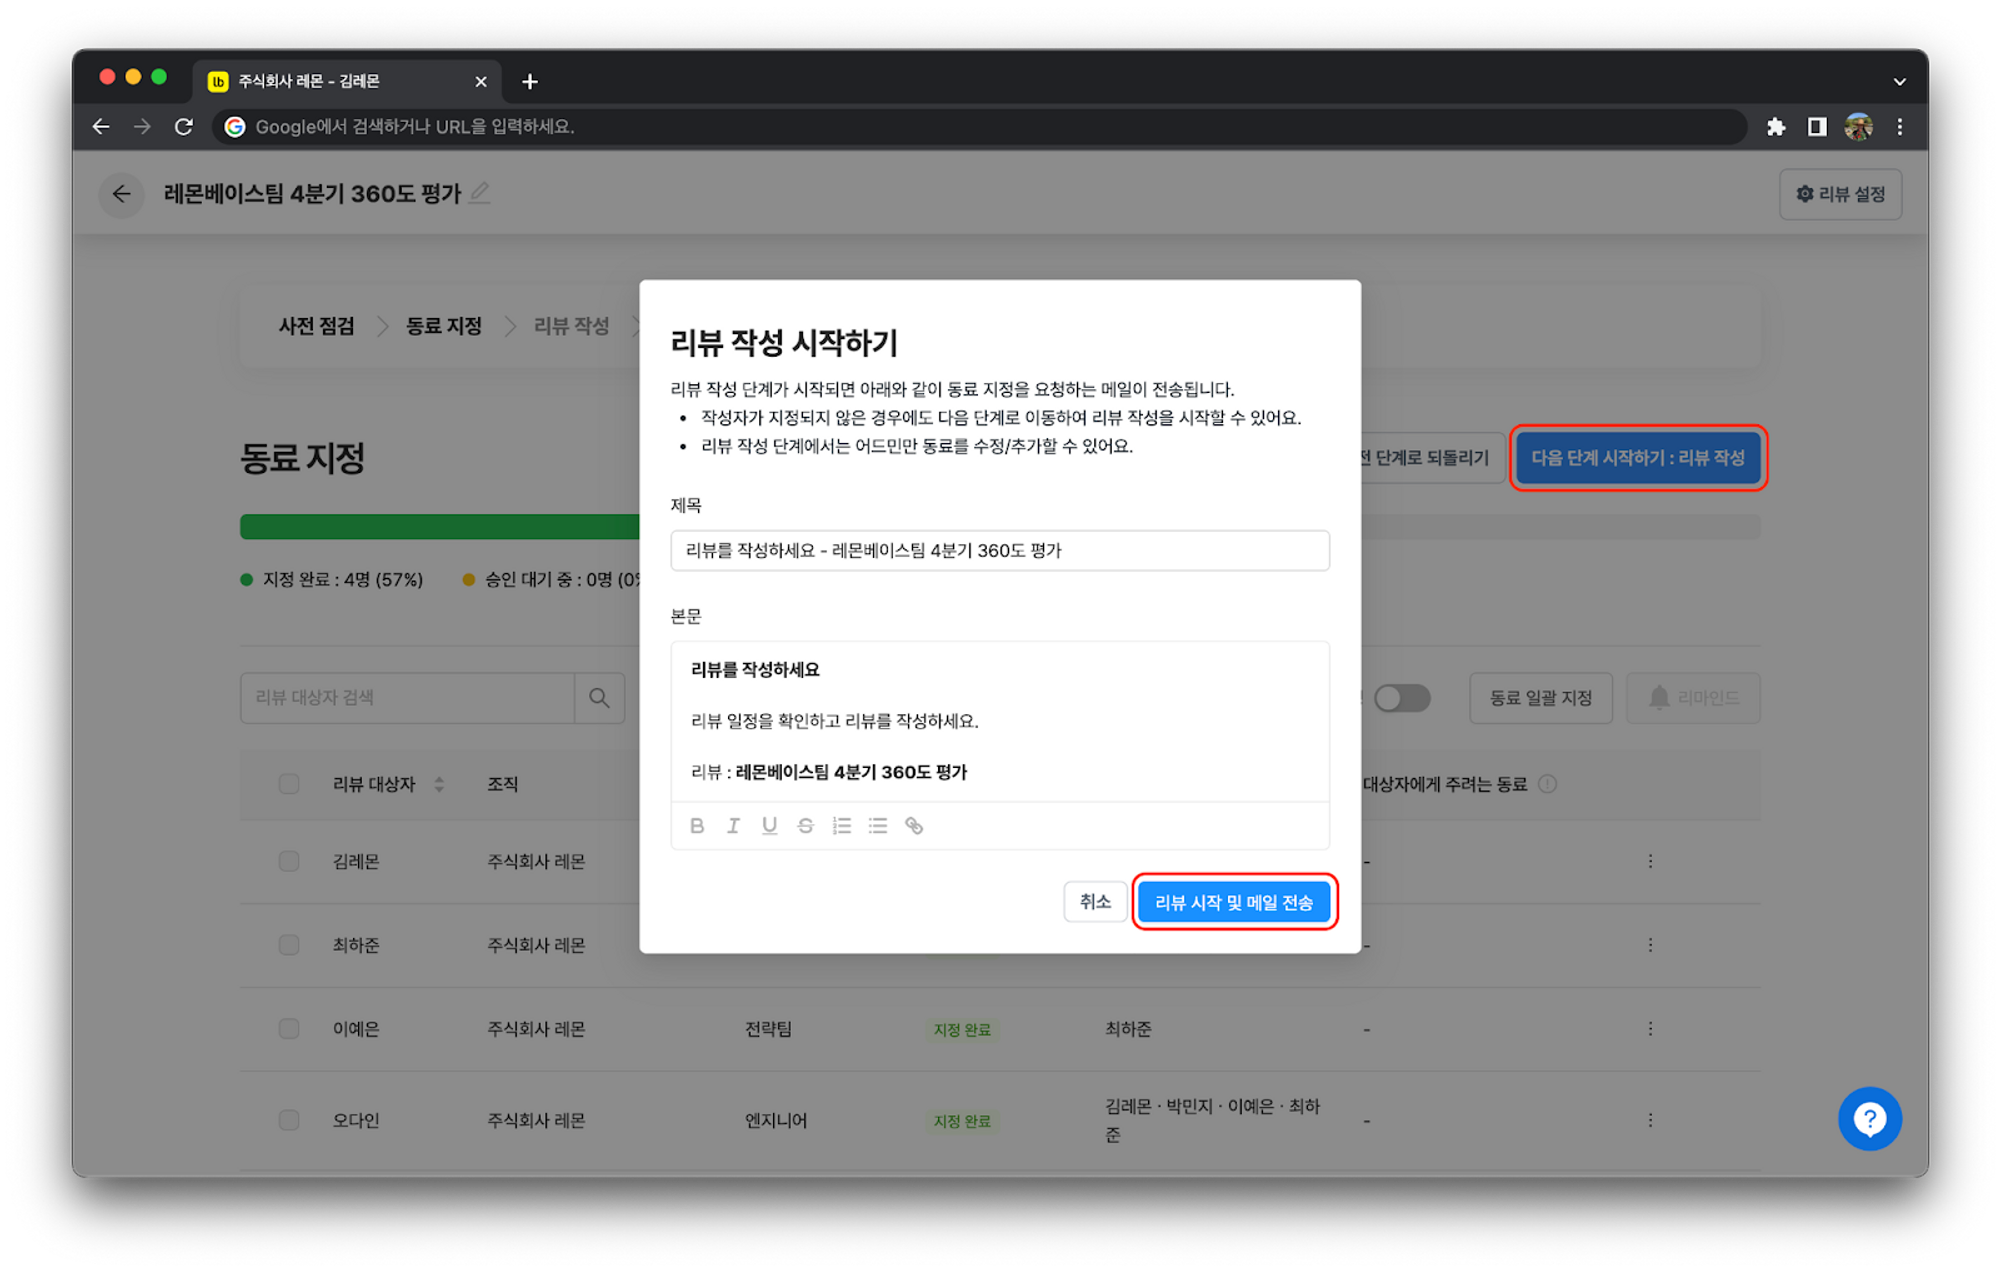 lb 주식회사 레몬 - 김레몬
Google에서 검색하거나 URL을 입력하세요.
레몬베이스팀 4분기 360도 평가
리뷰 설정
사전 점검
동료 지정
리뷰 작성
동료 지정
전 단계로 되돌리기
다음 단계 시작하기 : 리뷰 작성
지정 완료 : 4명 (57%)
승인 대기 중 : 0명 (0%
리뷰 대상자 검색
동료 일괄 지정
리마인드
리뷰 대상자
조직
대상자에게 주려는 동료
김레몬
주식회사 레몬
-
최하준
주식회사 레몬
-
이예은
주식회사 레몬
전략팀
지정 완료
최하준
-
오다인
주식회사 레몬
엔지니어
지정 완료
김레몬 · 박민지 · 이예은 · 최하
준
-
리뷰 작성 시작하기
리뷰 작성 단계가 시작되면 아래와 같이 동료 지정을 요청하는 메일이 전송됩니다.
• 작성자가 지정되지 않은 경우에도 다음 단계로 이동하여 리뷰 작성을 시작할 수 있어요.
• 리뷰 작성 단계에서는 어드민만 동료를 수정/추가할 수 있어요.
제목
리뷰를 작성하세요 - 레몬베이스팀 4분기 360도 평가
본문
리뷰를 작성하세요
리뷰 일정을 확인하고 리뷰를 작성하세요.
리뷰 : 레몬베이스팀 4분기 360도 평가
B I U S
취소
리뷰 시작 및 메일 전송